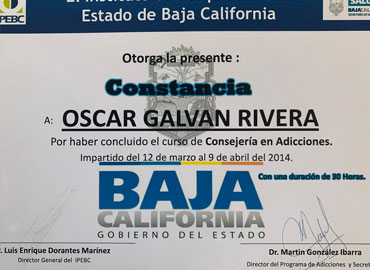 IPEBC
Estado de Baja California
SALUD
BAJACALIFORNIA
Otorga la presente :
Constancia
A: OSCAR GALVAN RIVERA
Por haber concluido el curso de Consejería en Adicciones.
Impartido del 12 de marzo al 9 de abril del 2014.
Con una duración de 30 Horas.
BAJA
CALIFORNIA
GOBIERNO DEL ESTADO
Luis Enrique Dorantes Marínez
Director General del IPEBC
Dr. Martin González Ibarra
Director del Programa de Adicciones y Secret